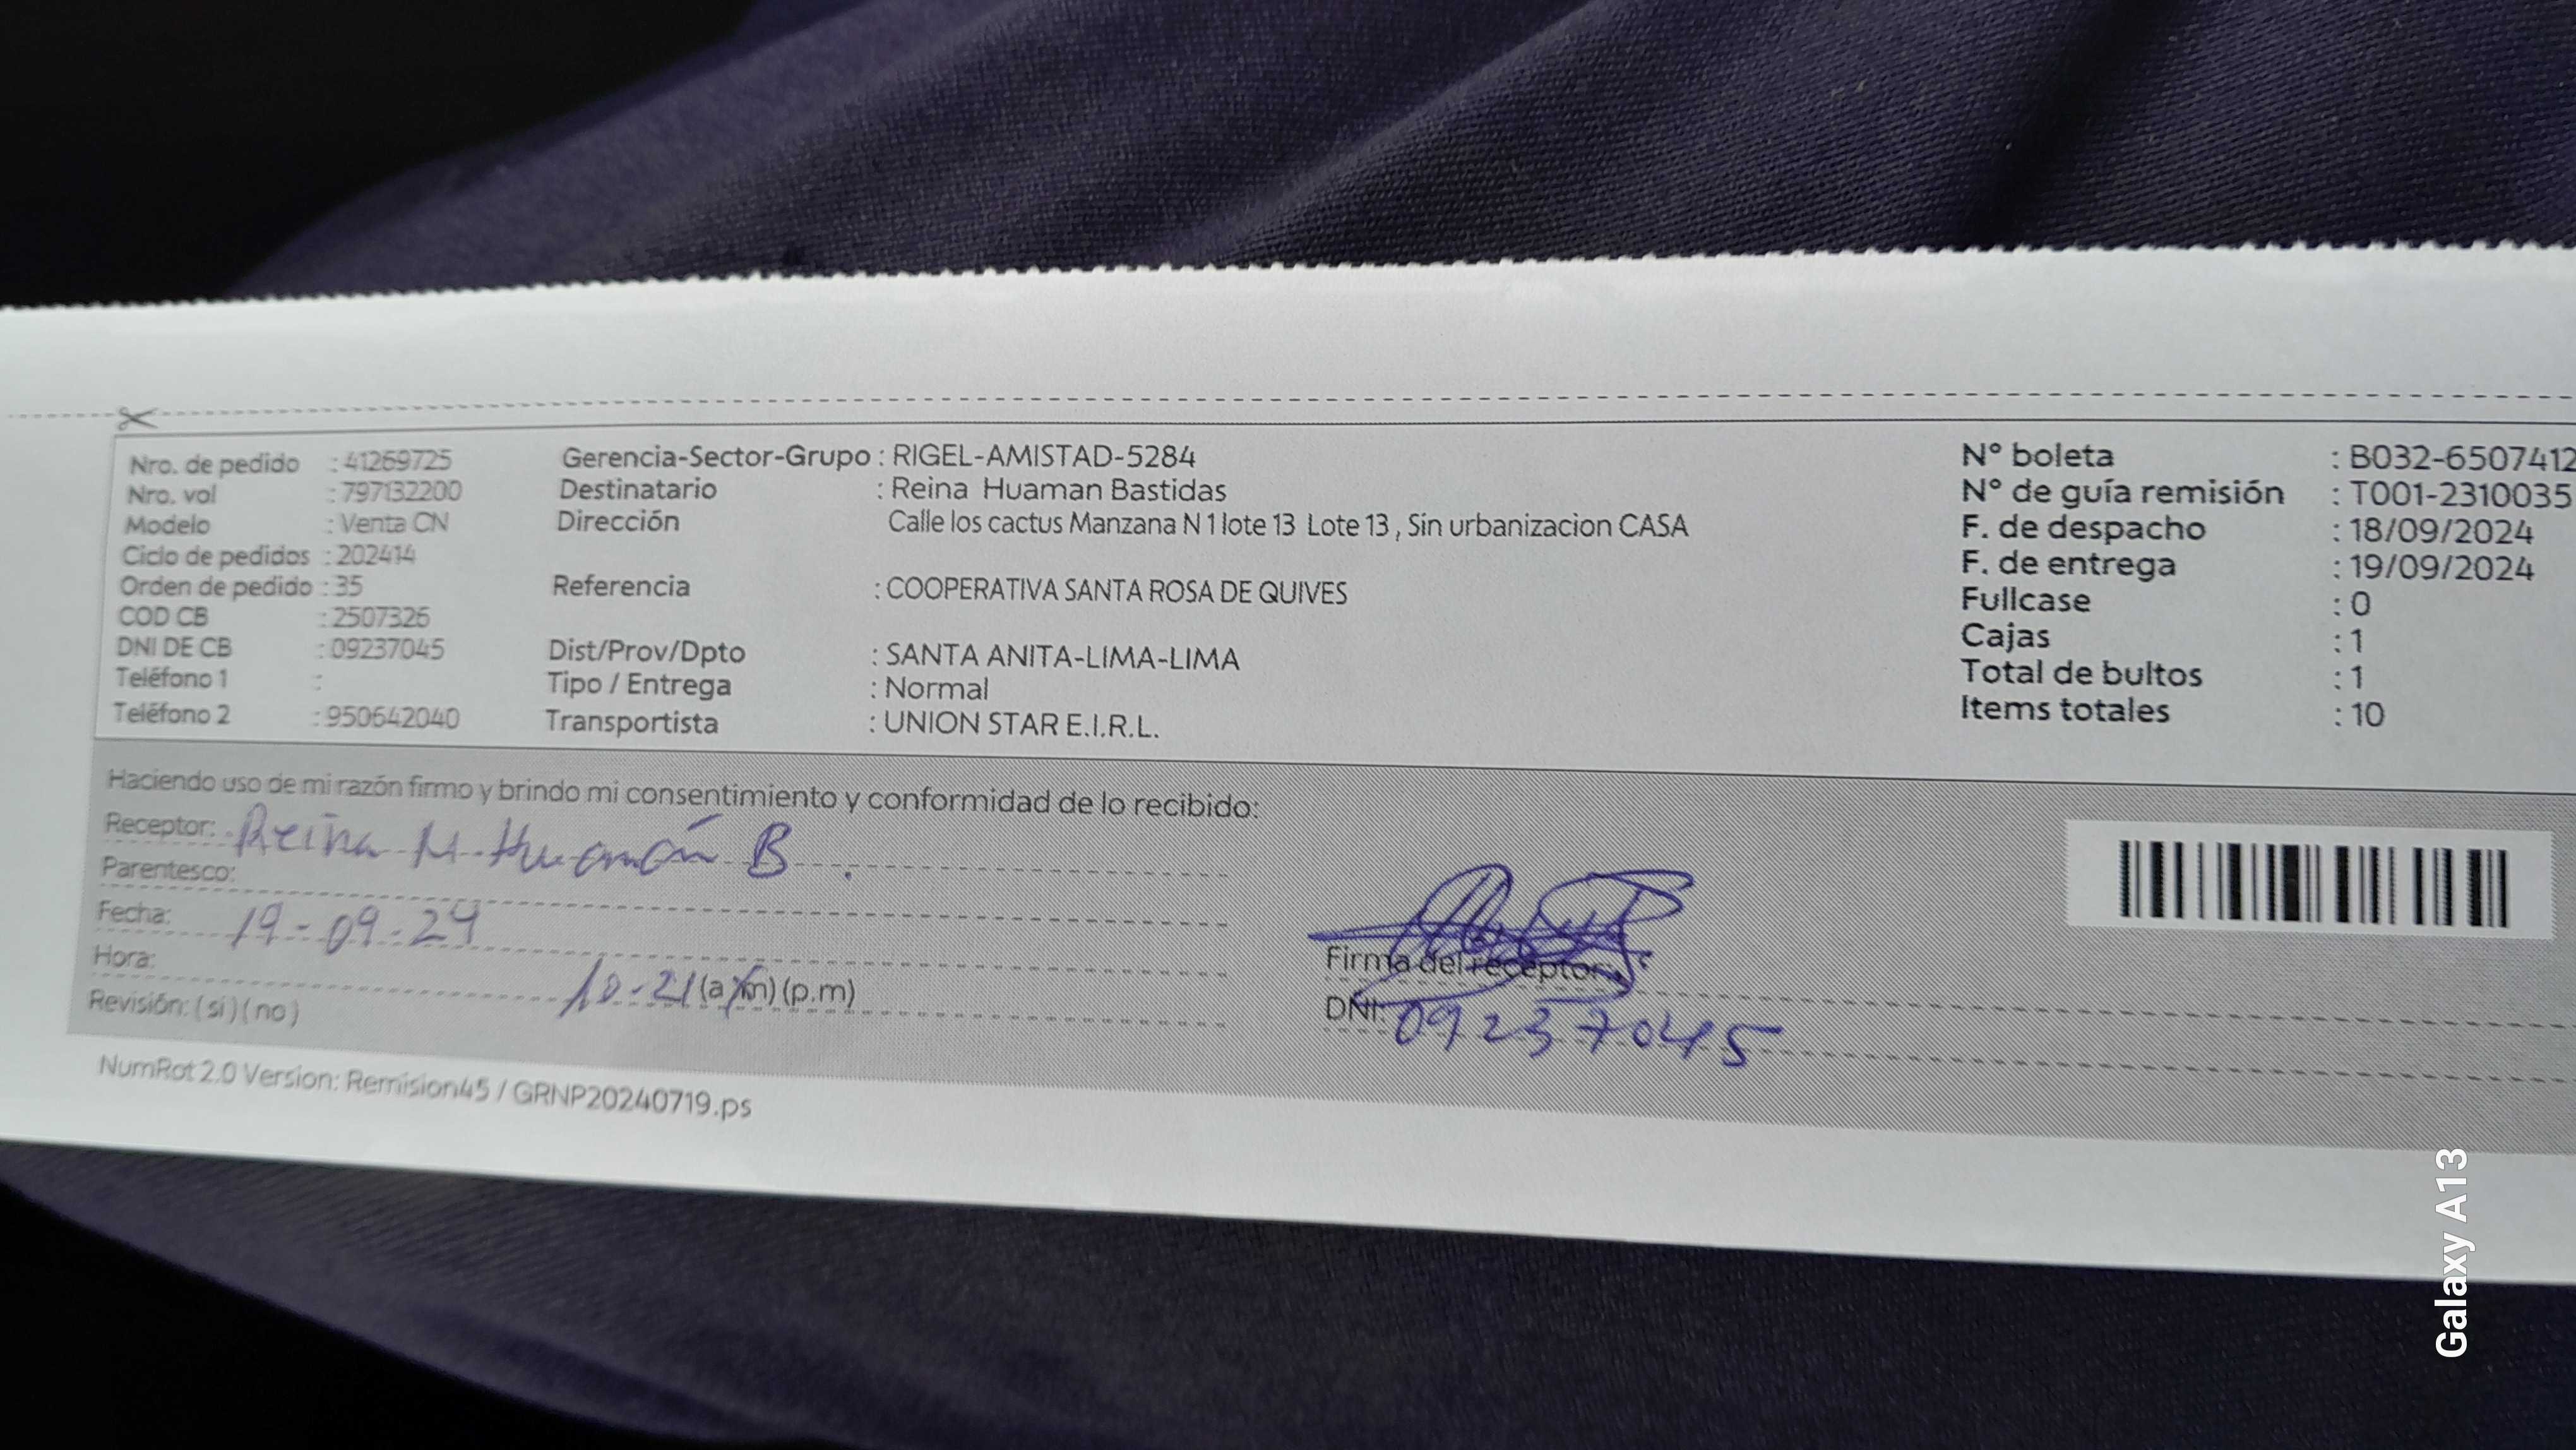 Nro. de pedido : 41269725
Nro. vol : 797132200
Modelo : Venta CN
Ciclo de pedidos : 202414
Orden de pedido : 35
COD CB : 2507326
DNI DE CB : 09237045
Teléfono 1 :
Teléfono 2 : 950642040
Gerencia-Sector-Grupo : RIGEL-AMISTAD-5284
Destinatario : Reina Huaman Bastidas
Dirección Calle los cactus Manzana N 1 lote 13 Lote 13 , Sin urbanizacion CASA
Referencia : COOPERATIVA SANTA ROSA DE QUIVES
Dist/Prov/Dpto : SANTA ANITA-LIMA-LIMA
Tipo / Entrega : Normal
Transportista : UNION STAR E.I.R.L.
N° boleta : B032-6507412
N° de guía remisión : T001-2310035
F. de despacho : 18/09/2024
F. de entrega : 19/09/2024
Fullcase : 0
Cajas : 1
Total de bultos : 1
Items totales : 10
Haciendo uso de mi razón firmo y brindo mi consentimiento y conformidad de lo recibido:
Receptor: Reina M. Huamán B.
Parentesco:
Fecha: 19-09-24
Hora: 10-21 (a.m) (p.m)
Revisión: ( si ) ( no )
Firma del receptor:
DNI: 09237045
NumRot 2.0 Version: Remision45 / GRNP20240719.ps
Galaxy A13